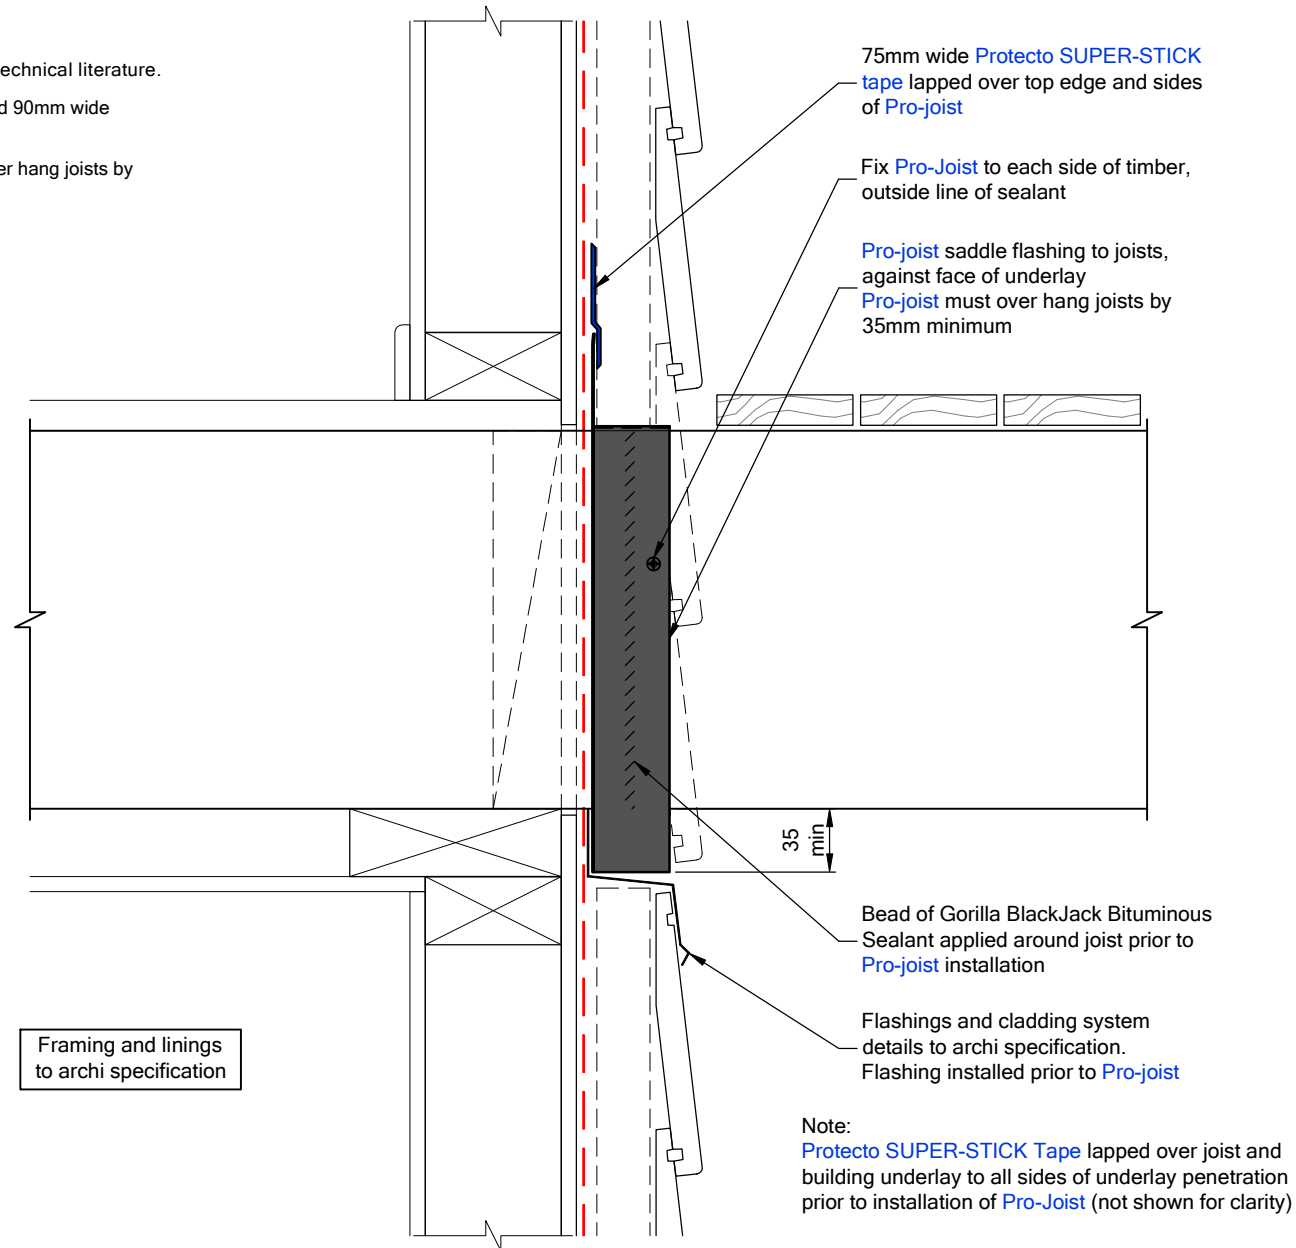 echnical literature.
d 90mm wide
er hang joists by
75mm wide Protecto SUPER-STICK
tape lapped over top edge and sides
of Pro-joist
Fix Pro-Joist to each side of timber,
outside line of sealant
Pro-joist saddle flashing to joists,
against face of underlay
Pro-joist must over hang joists by
35mm minimum
35
min
Bead of Gorilla BlackJack Bituminous
Sealant applied around joist prior to
Pro-joist installation
Flashings and cladding system
details to archi specification.
Flashing installed prior to Pro-joist
Framing and linings
to archi specification
Note:
Protecto SUPER-STICK Tape lapped over joist and
building underlay to all sides of underlay penetration
prior to installation of Pro-Joist (not shown for clarity)